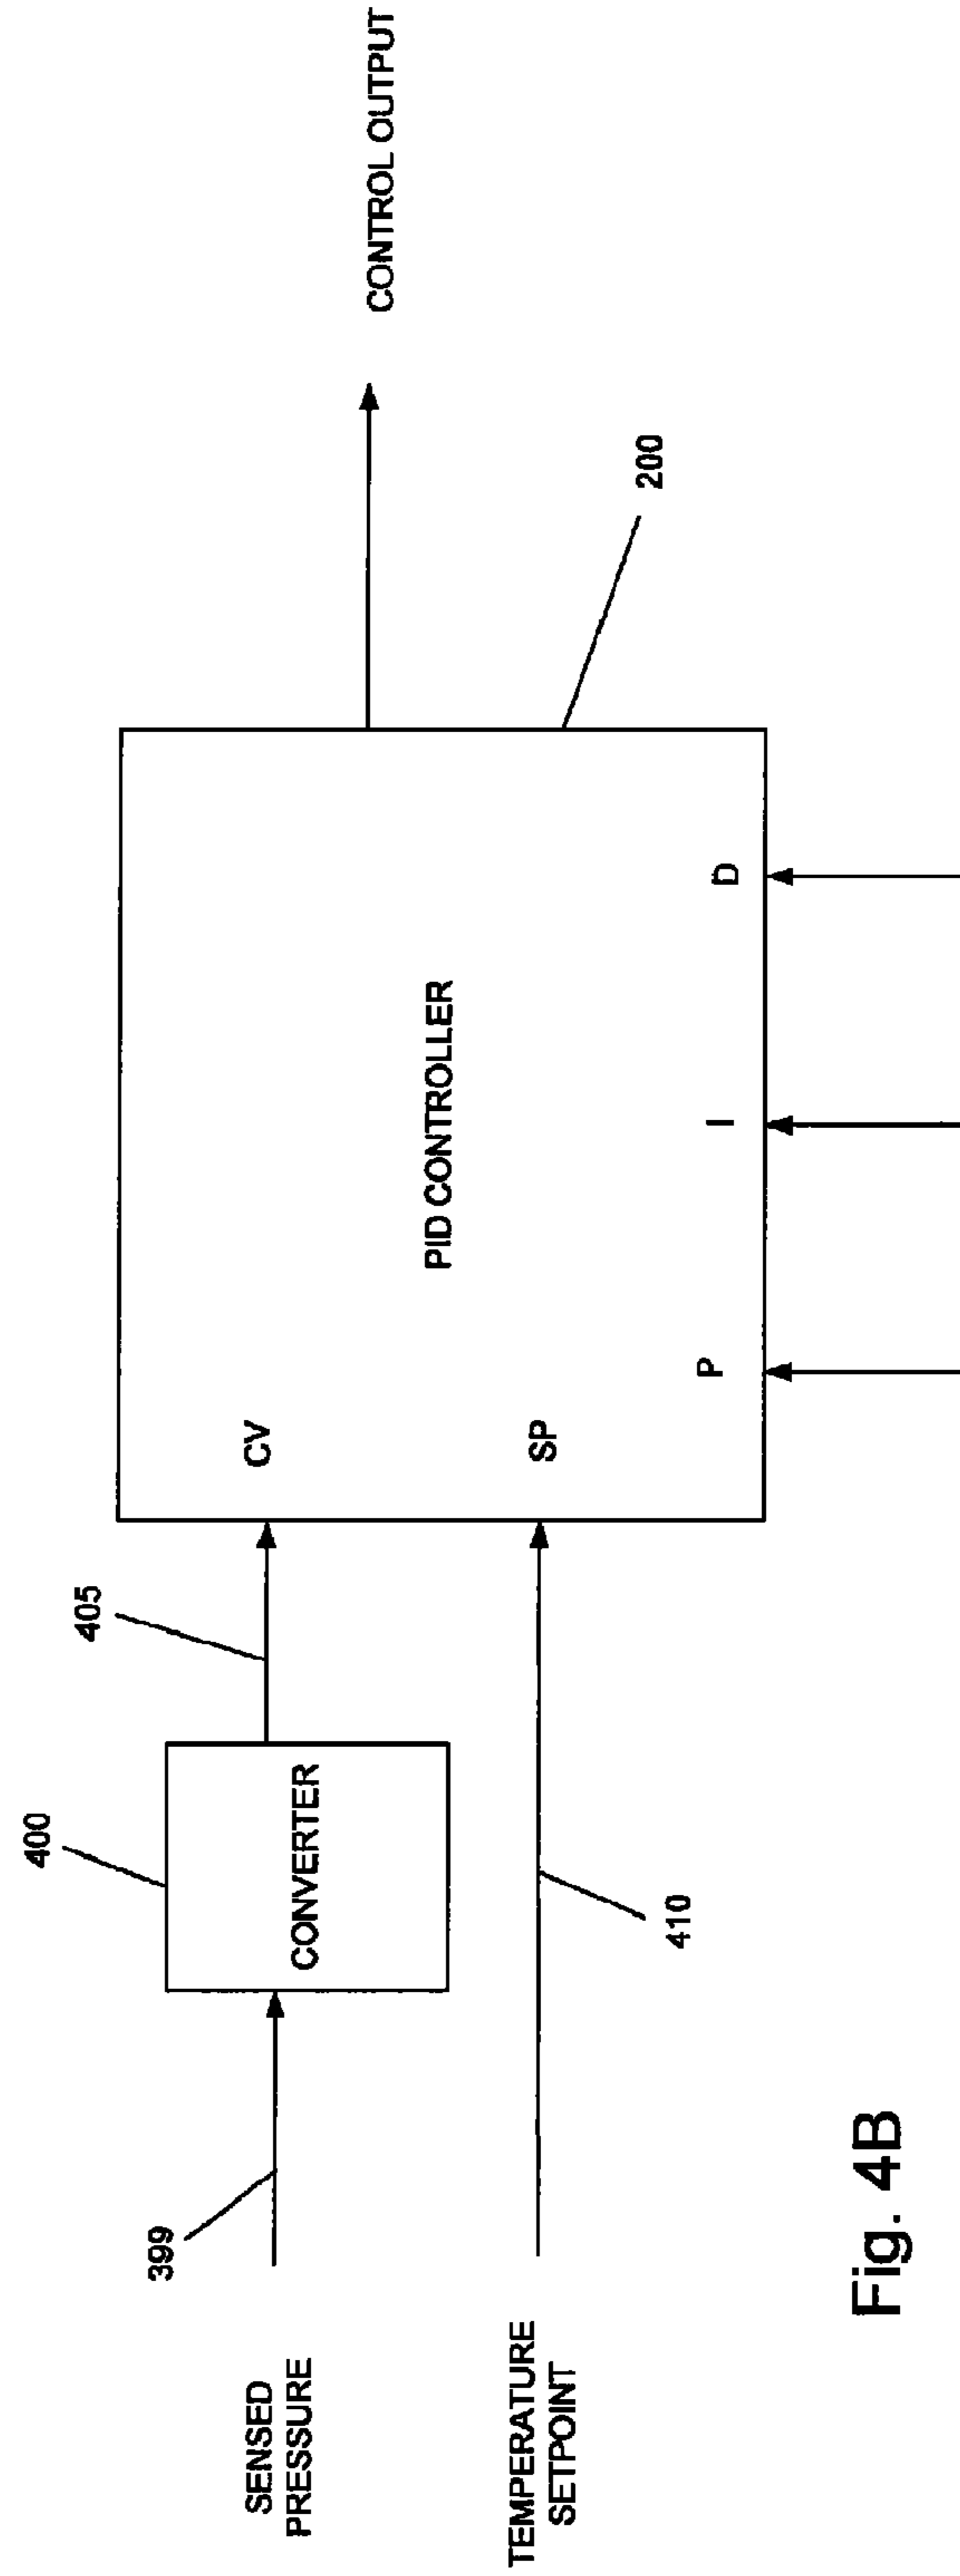 400
405
399
SENSED
PRESSURE
CONVERTER
CV
CONTROL OUTPUT
PID CONTROLLER
TEMPERATURE
SETPOINT
SP
410
200
P
I
D
Fig. 4B